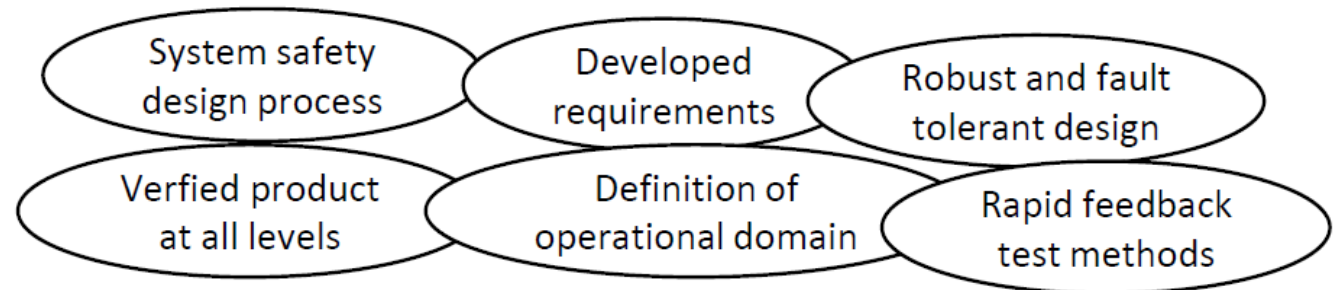 System safety
design process
Developed
requirements
Robust and fault
tolerant design
Verfied product
at all levels
Definition of
operational domain
Rapid feedback
test methods